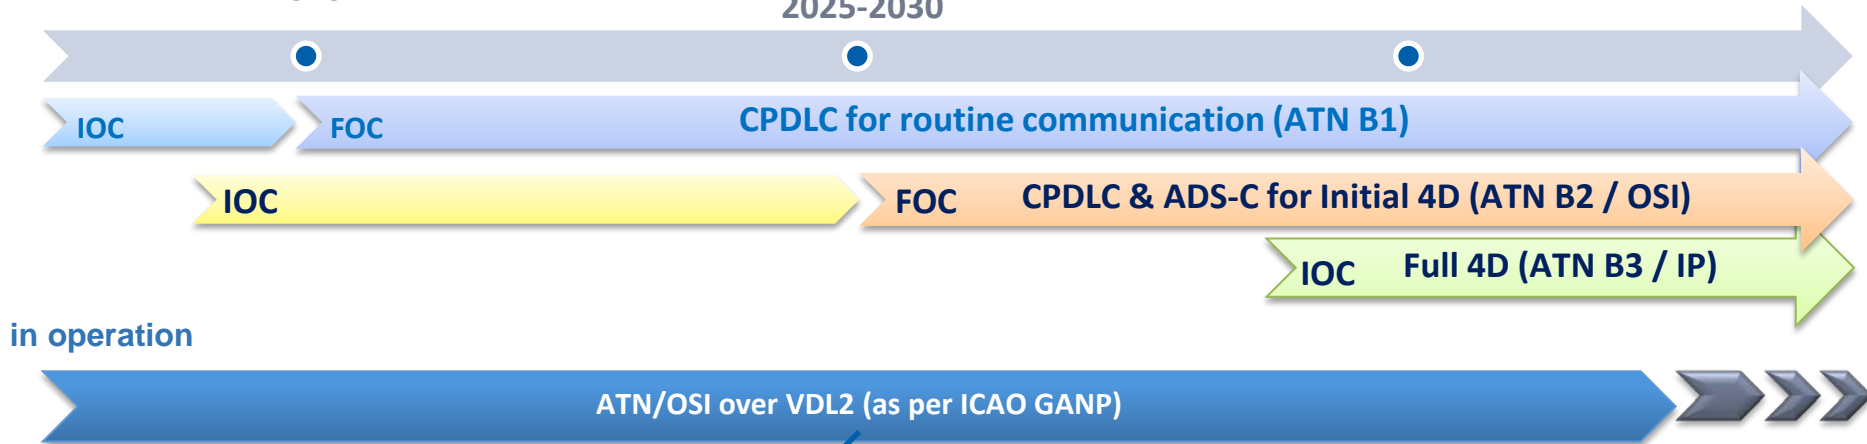 2025-2030
IOC FOC CPDLC for routine communication (ATN B1)
IOC FOC CPDLC & ADS-C for Initial 4D (ATN B2 / OSI)
IOC Full 4D (ATN B3 / IP)
in operation
ATN/OSI over VDL2 (as per ICAO GANP)